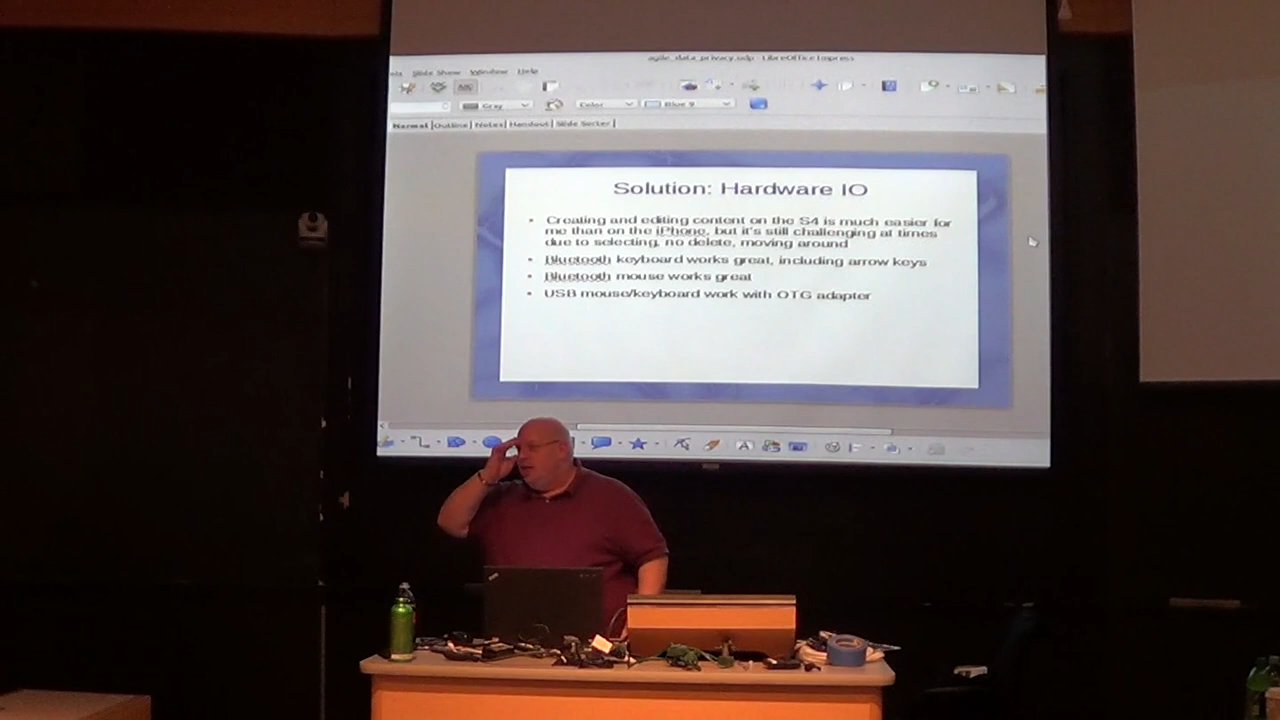 agile_data_privacy.odp - LibreOffice Impress
Slide Show Window Help
Gray Color Blue 9
Normal Outline Notes Handout Slide Sorter
Solution: Hardware IO
• Creating and editing content on the S4 is much easier for
me than on the iPhone, but it's still challenging at times
due to selecting, no delete, moving around
• Bluetooth keyboard works great, including arrow keys
• Bluetooth mouse works great
• USB mouse/keyboard work with OTG adapter